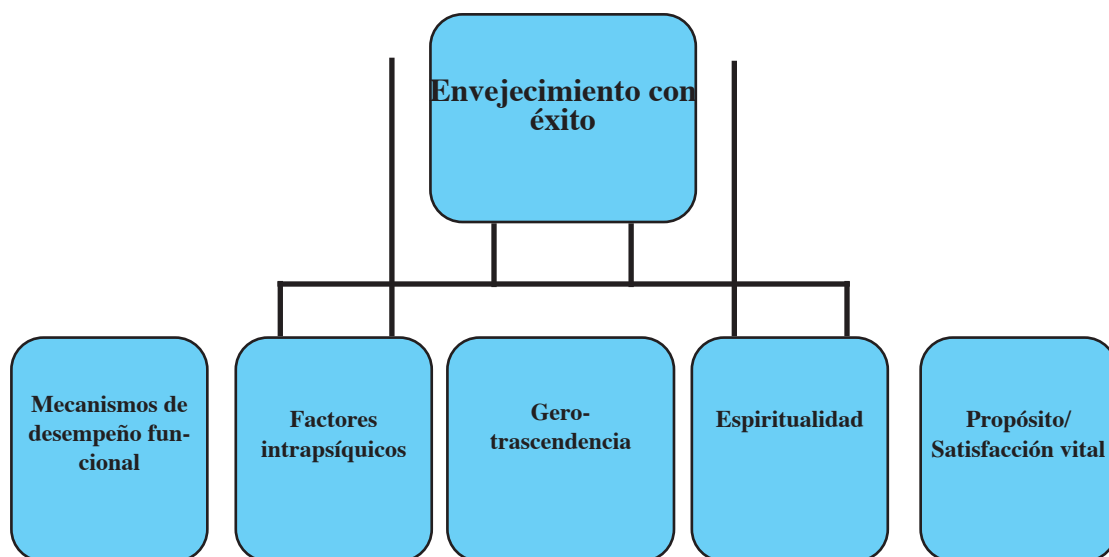 Envejecimiento con
éxito
Mecanismos de
desempeño fun-
cional
Factores
intrapsíquicos
Gero-
trascendencia
Espiritualidad
Propósito/
Satisfacción vital